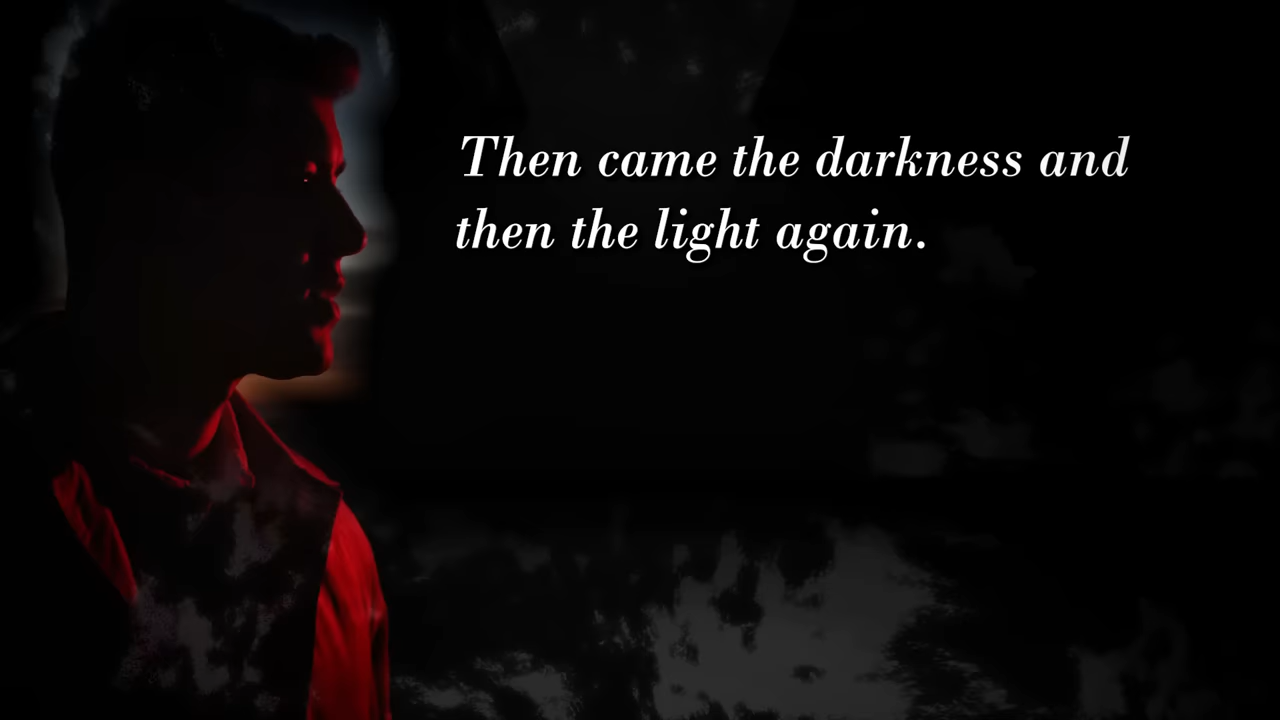 Then came the darkness and
then the light again.